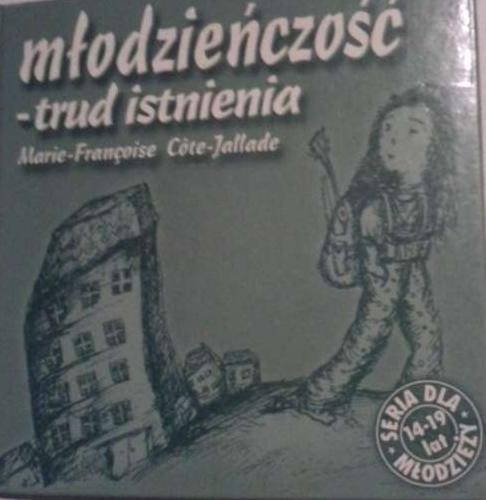 młodzieńczość
-trud istnienia
Marie-Françoise Côte-Jallade
SERIA DLA
14-19
lat
MŁODZIEŻY